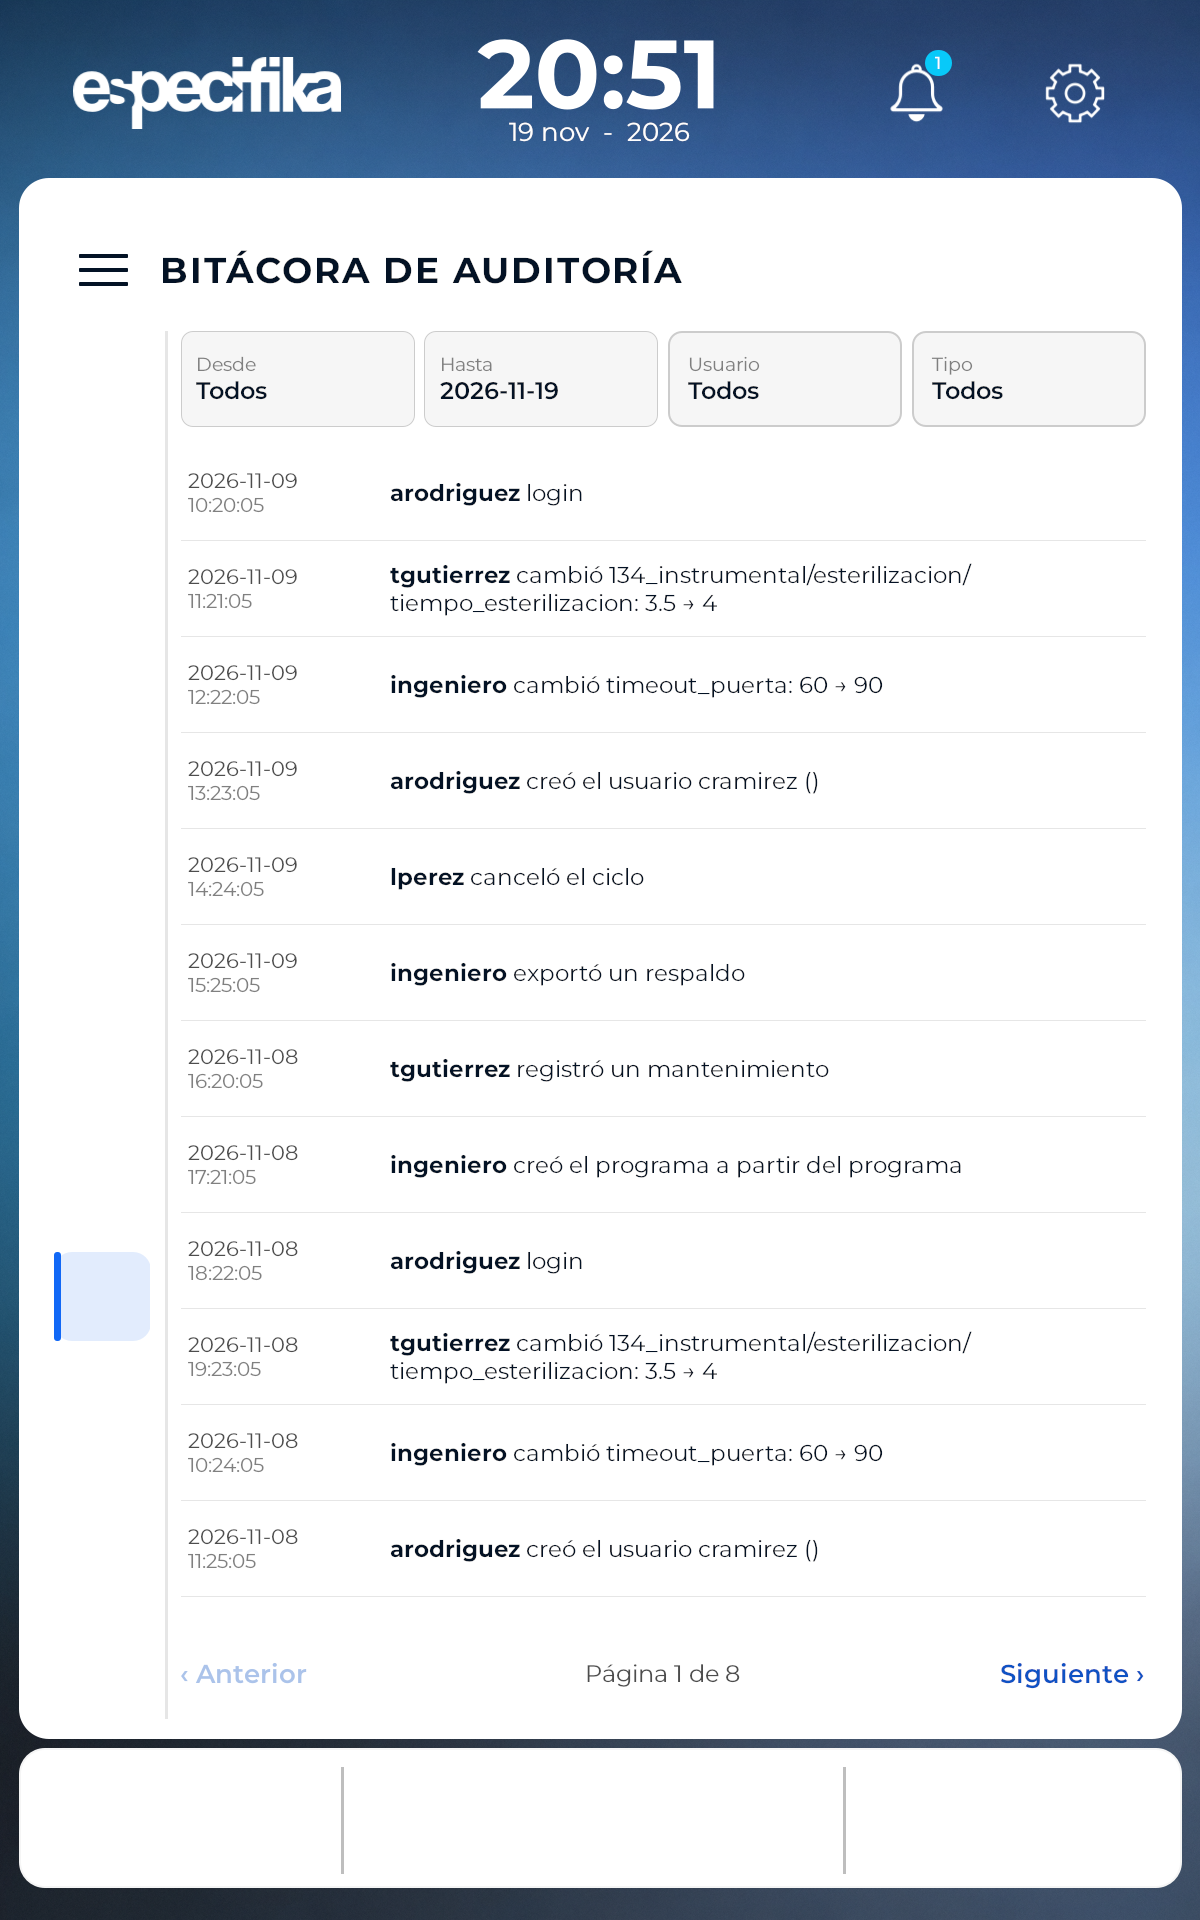 especifika
20:51
19 nov - 2026
1
BITÁCORA DE AUDITORÍA
Desde
Todos
Hasta
2026-11-19
Usuario
Todos
Tipo
Todos
2026-11-09
10:20:05
arodriguez login
2026-11-09
11:21:05
tgutierrez cambió 134_instrumental/esterilizacion/
tiempo_esterilizacion: 3.5 → 4
2026-11-09
12:22:05
ingeniero cambió timeout_puerta: 60 → 90
2026-11-09
13:23:05
arodriguez creó el usuario cramirez ()
2026-11-09
14:24:05
lperez canceló el ciclo
2026-11-09
15:25:05
ingeniero exportó un respaldo
2026-11-08
16:20:05
tgutierrez registró un mantenimiento
2026-11-08
17:21:05
ingeniero creó el programa a partir del programa
2026-11-08
18:22:05
arodriguez login
2026-11-08
19:23:05
tgutierrez cambió 134_instrumental/esterilizacion/
tiempo_esterilizacion: 3.5 → 4
2026-11-08
10:24:05
ingeniero cambió timeout_puerta: 60 → 90
2026-11-08
11:25:05
arodriguez creó el usuario cramirez ()
‹ Anterior
Página 1 de 8
Siguiente ›